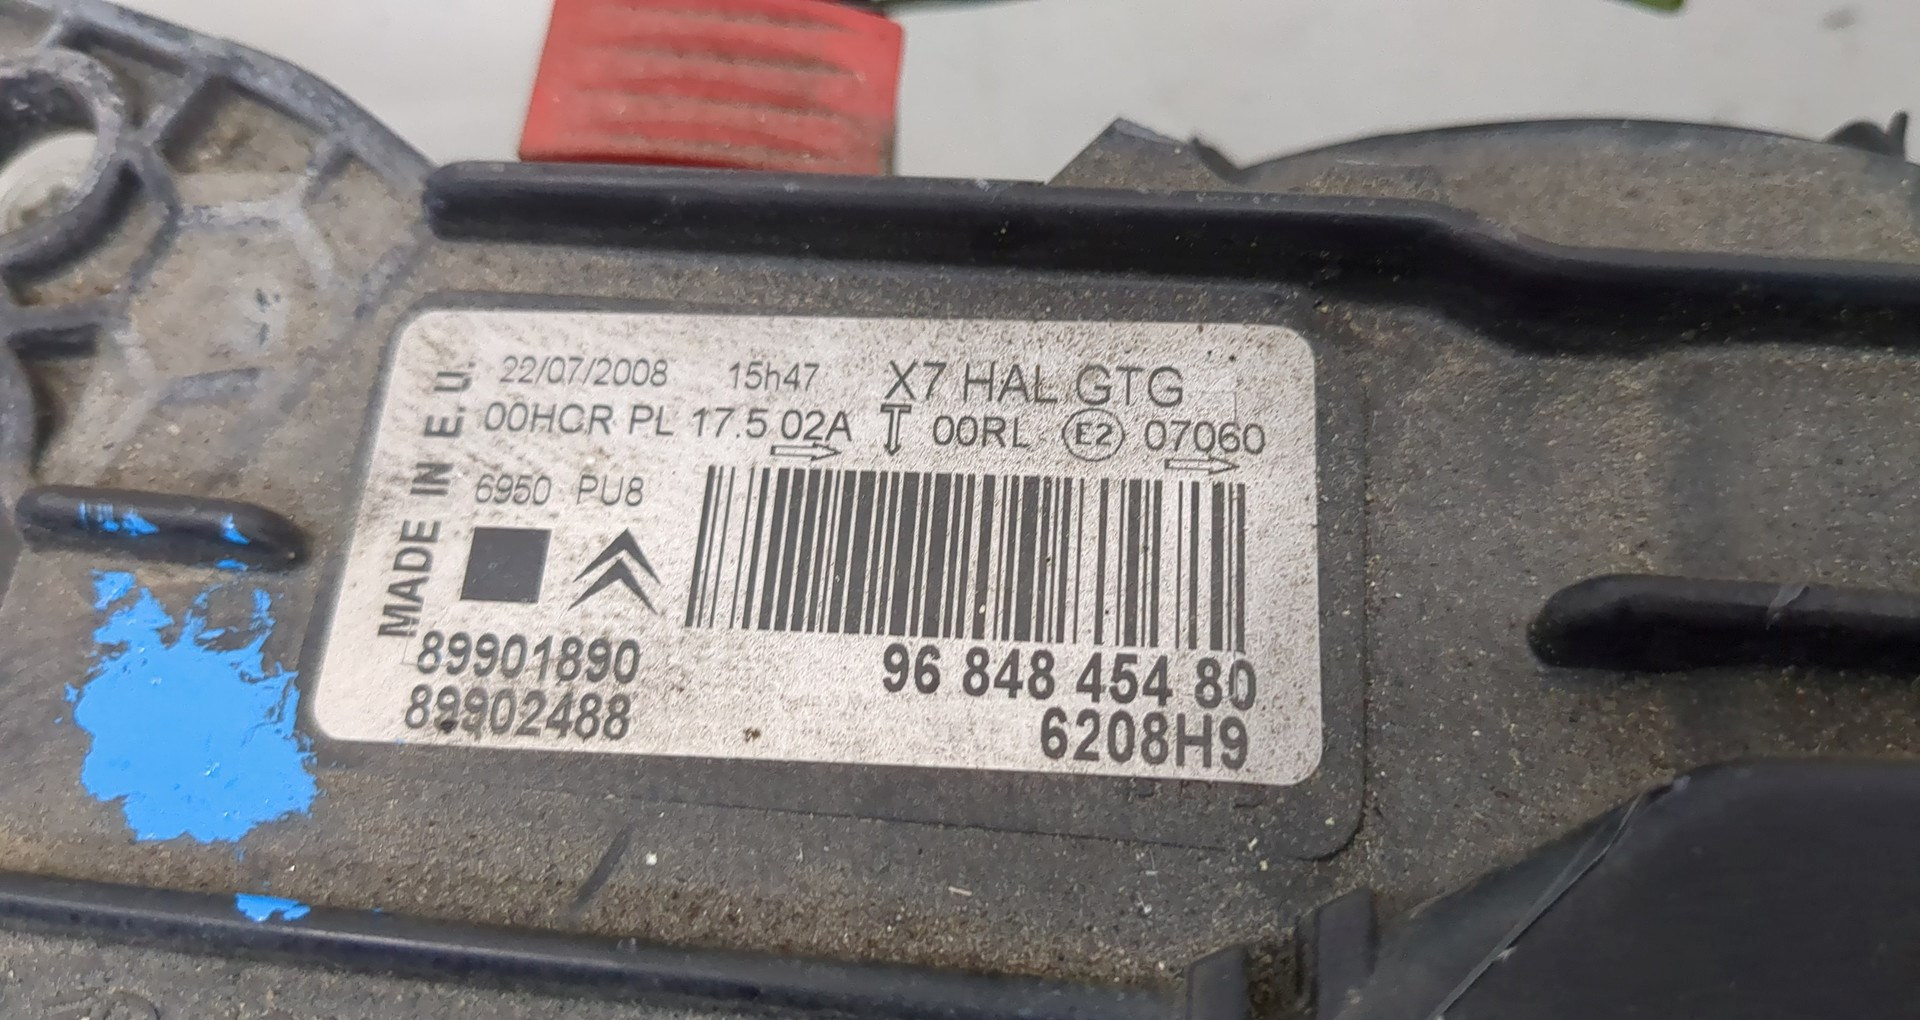 MADE IN E.U.
22/07/2008 15h47 X7 HAL GTG
00HCR PL 17.5 02A 00RL E2 07060
6950 PU8
89901890 96 848 454 80
89902488 6208H9